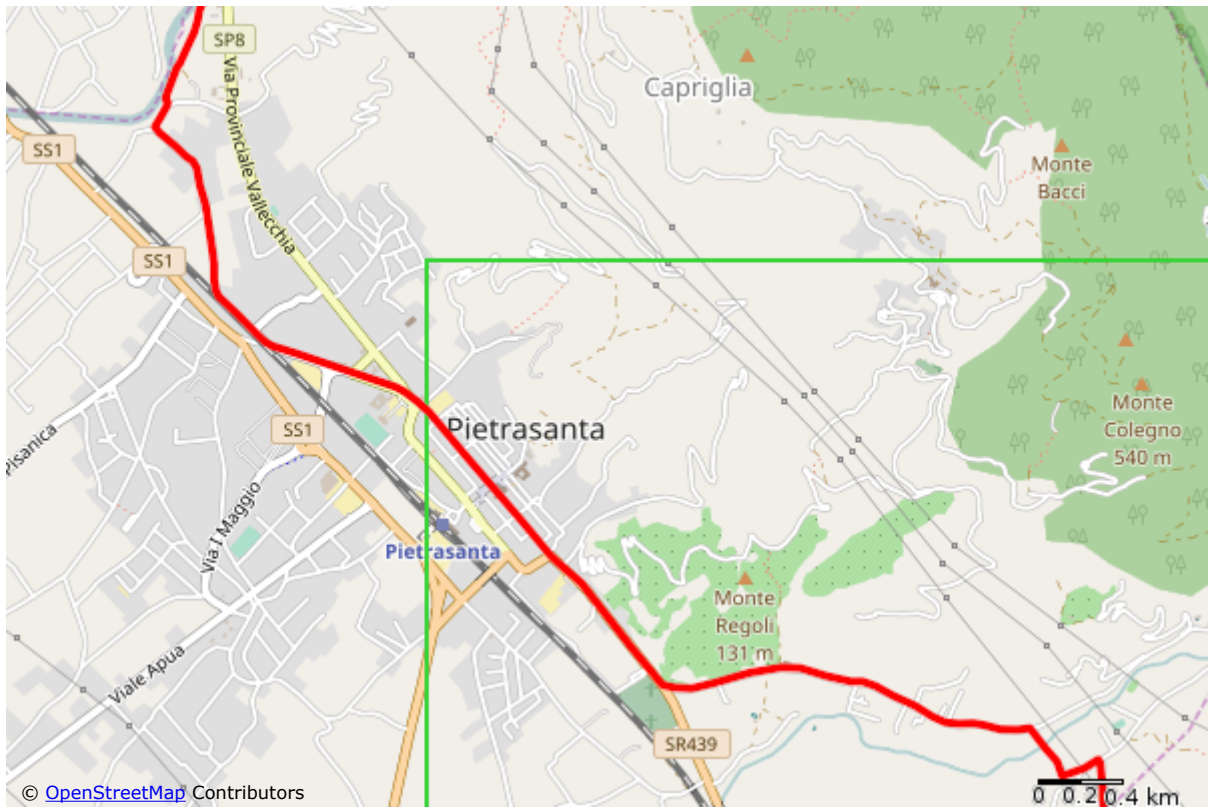 SP8
Via Provinciale Vallecchia
Capriglia
SS1
Monte
Bacci
SS1
Monte
Colegno
540 m
Pietrasanta
SS1
Pisanica
Via I Maggio
Pietrasanta
Monte
Regoli
131 m
Viale Apua
SR439
0 0.2 0.4 km
© OpenStreetMap Contributors